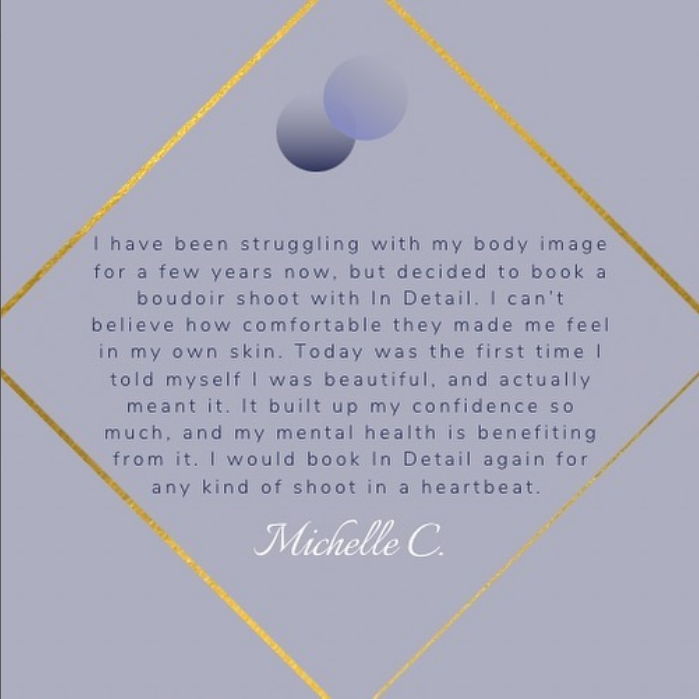 I have been struggling with my body image
for a few years now, but decided to book a
boudoir shoot with In Detail. I can't
believe how comfortable they made me feel
in my own skin. Today was the first time I
told myself I was beautiful, and actually
meant it. It built up my confidence so
much, and my mental health is benefiting
from it. I would book In Detail again for
any kind of shoot in a heartbeat.
Michelle C.